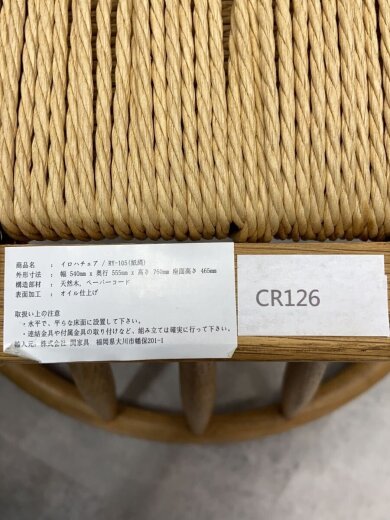 商品名 : イロハチェア / RY-105(紙縄)
外形寸法 : 幅 540mm x 奥行 555mm x 高さ 760mm 座面高さ 465mm
構造部材 : 天然木, ペーパーコード
表面加工 : オイル仕上げ
取扱い上の注意
・水平で、平らな床面に設置して下さい。
・連結金具や付属金具の取り付けなど、組み立ては確実に行って下さい。
輸入元: 株式会社 関家具 福岡県大川市幡保201-1
CR126